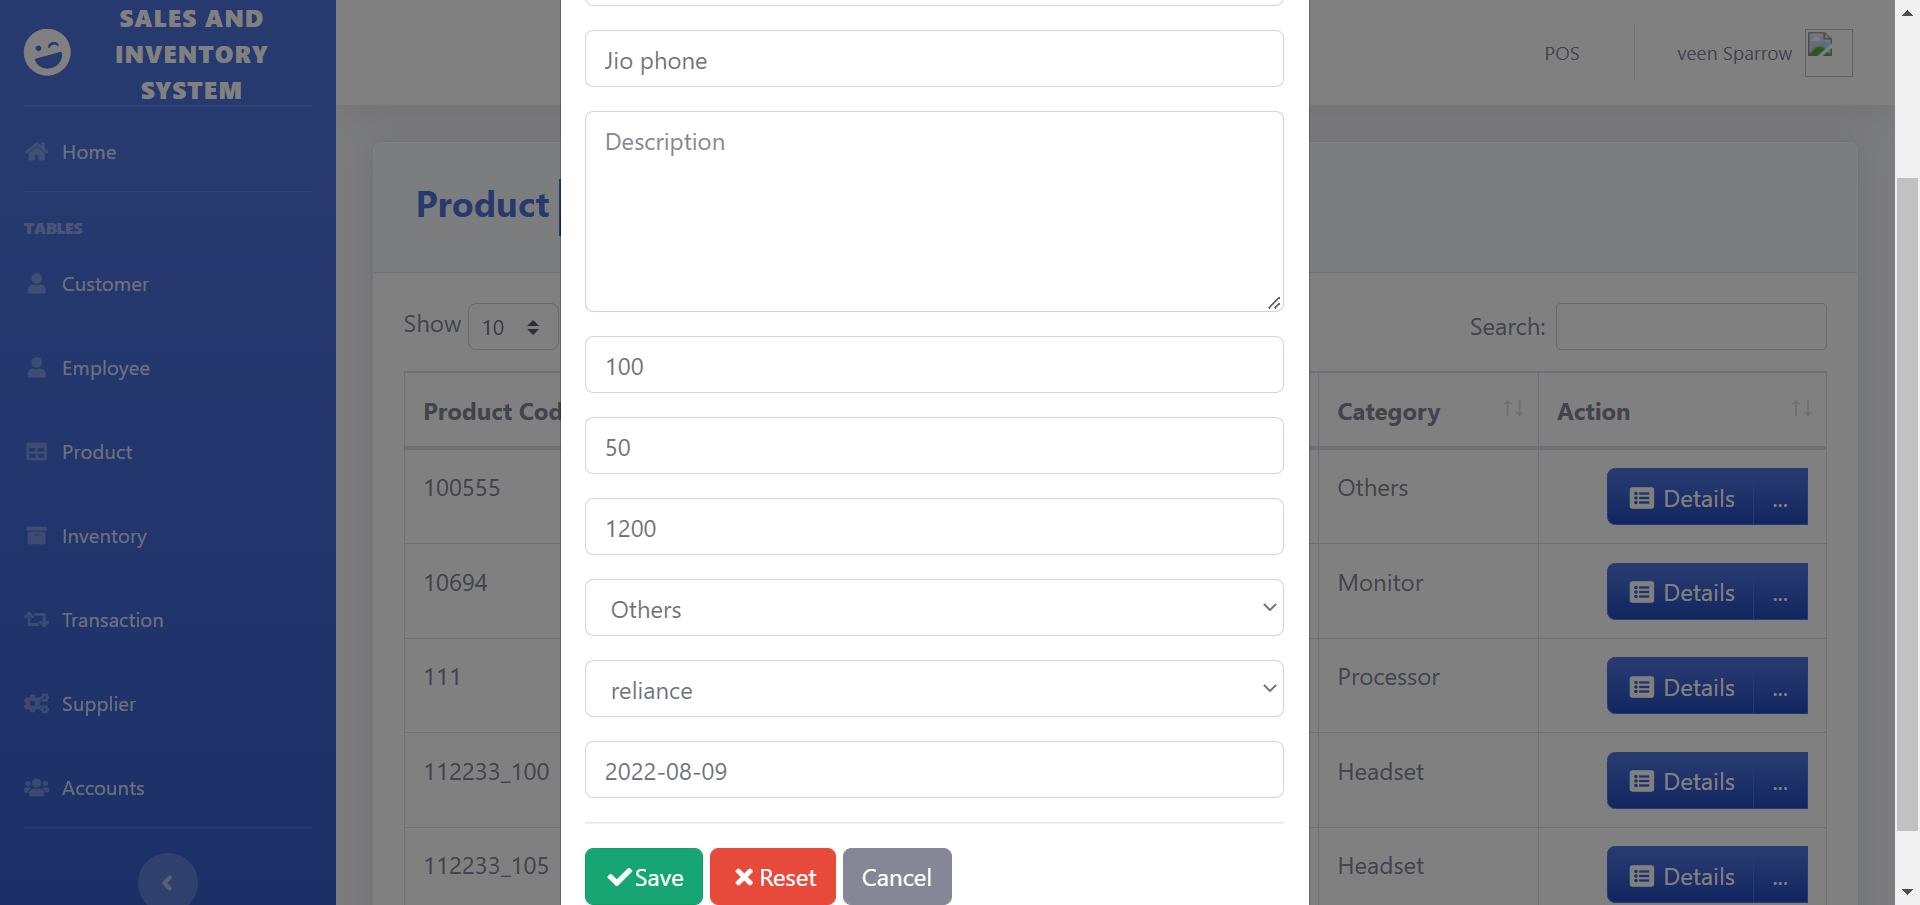 SALES AND
INVENTORY
SYSTEM
Home
TABLES
Customer
Employee
Product
Inventory
Transaction
Supplier
Accounts
POS
veen Sparrow
Product
Show 10
Search:
Product Cod
Category
Action
100555
Others
Details ...
10694
Monitor
Details ...
111
Processor
Details ...
112233_100
Headset
Details ...
112233_105
Headset
Details ...
Jio phone
Description
100
50
1200
Others
reliance
2022-08-09
Save
Reset
Cancel